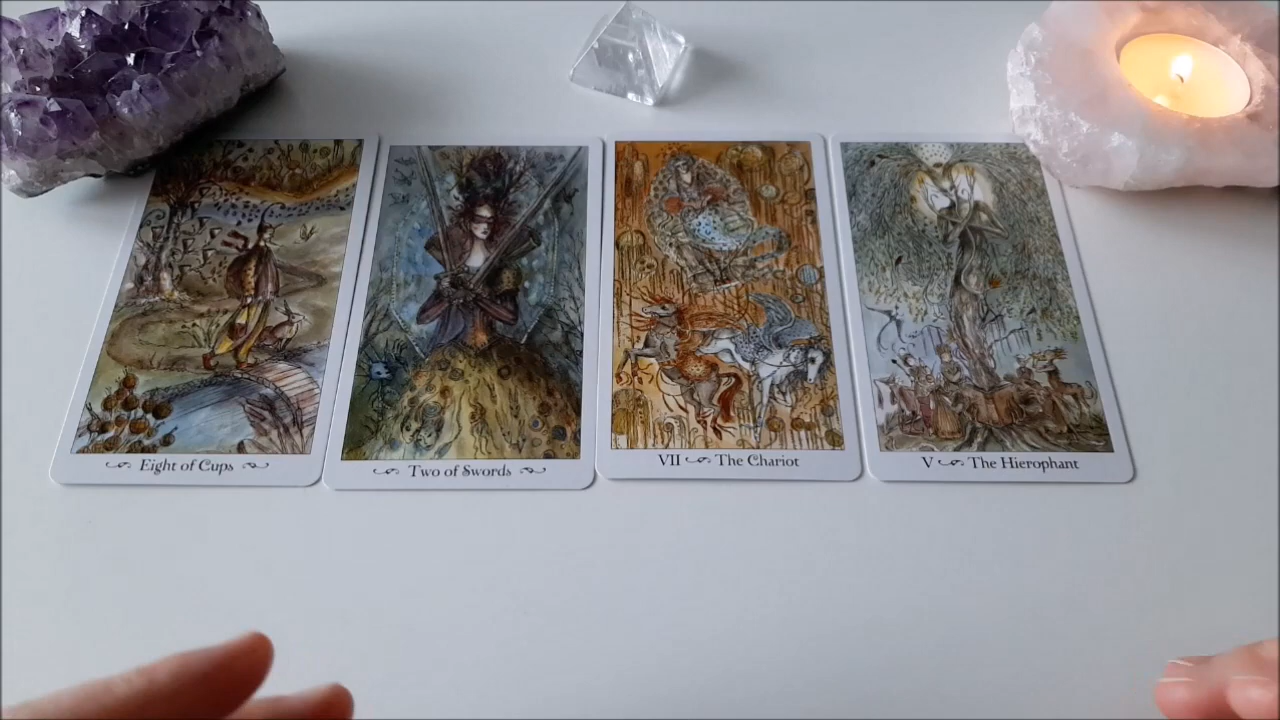 Eight of Cups
Two of Swords
VII The Chariot
V The Hierophant